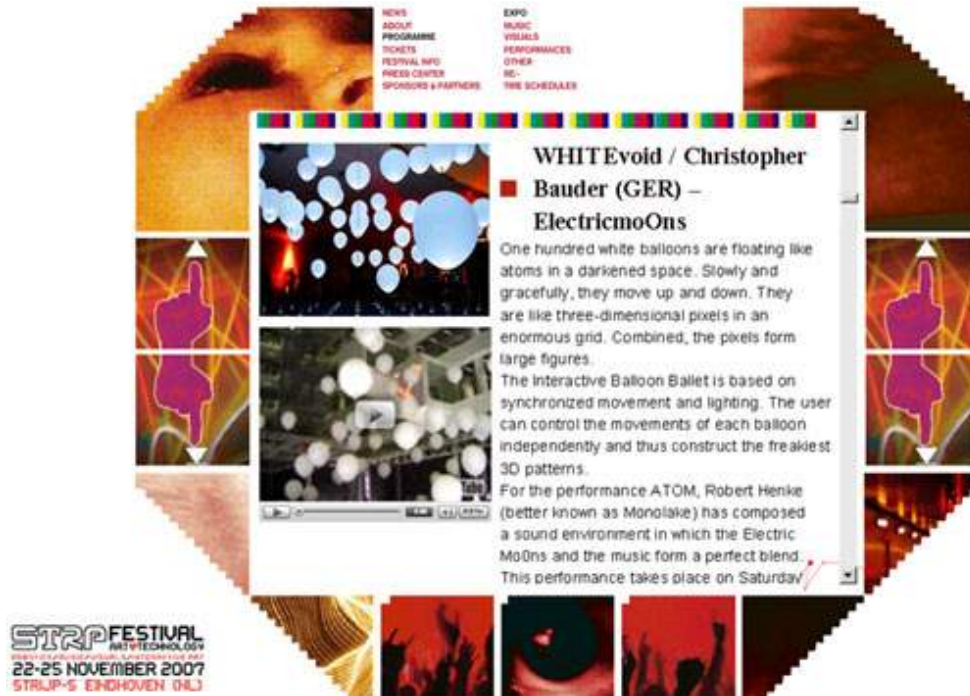 NEWS
ABOUT
PROGRAMME
TICKETS
FESTIVAL INFO
PRESS CENTER
SPONSORS & PARTNERS
EXPO
MUSIC
VISUALS
PERFORMANCES
OTHER
RE:-
TIME SCHEDULES
WHITEvoid / Christopher
Bauder (GER) –
ElectricmoOns
One hundred white balloons are floating like
atoms in a darkened space. Slowly and
gracefully, they move up and down. They
are like three-dimensional pixels in an
enormous grid. Combined, the pixels form
large figures.
The Interactive Balloon Ballet is based on
synchronized movement and lighting. The user
can control the movements of each balloon
independently and thus construct the freakiest
3D patterns.
For the performance ATOM, Robert Henke
(better known as Monolake) has composed
a sound environment in which the Electric
Mo0ns and the music form a perfect blend.
This performance takes place on Saturday
Tube
STRP FESTIVAL
ART♥TECHNOLOGY
22-25 NOVEMBER 2007
STRIJP-S EINDHOVEN (NL)